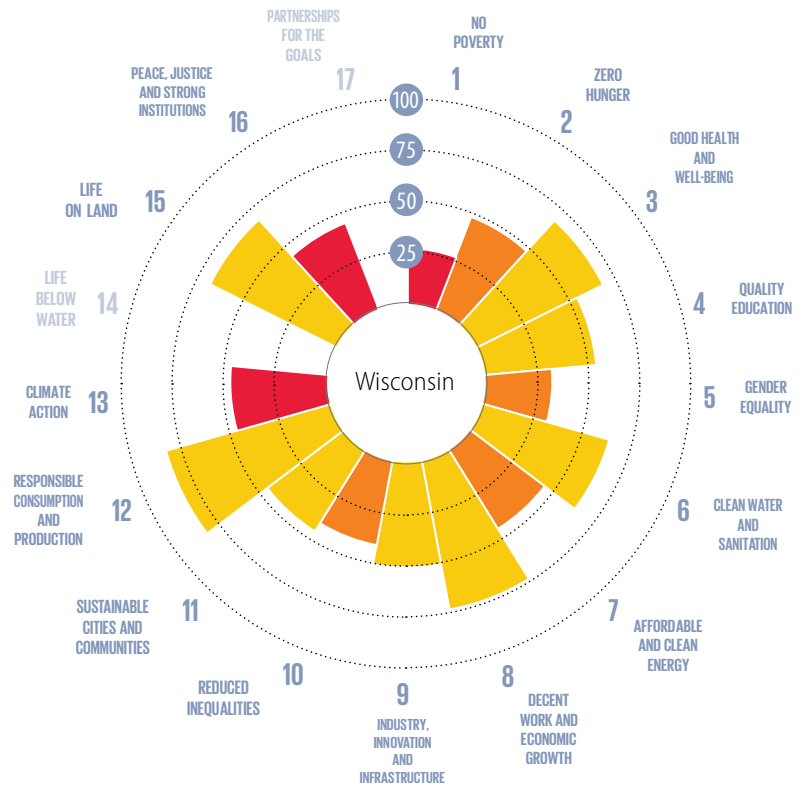 NO
POVERTY
1
ZERO
HUNGER
2
GOOD HEALTH
AND
WELL-BEING
3
4
QUALITY
EDUCATION
5
GENDER
EQUALITY
6
CLEAN WATER
AND
SANITATION
7
AFFORDABLE
AND CLEAN
ENERGY
8
DECENT
WORK AND
ECONOMIC
GROWTH
9
INDUSTRY,
INNOVATION
AND
INFRASTRUCTURE
10
REDUCED
INEQUALITIES
11
SUSTAINABLE
CITIES AND
COMMUNITIES
RESPONSIBLE
CONSUMPTION
AND
PRODUCTION
12
CLIMATE
ACTION
13
LIFE
BELOW
WATER
14
LIFE
ON LAND
15
PEACE, JUSTICE
AND STRONG
INSTITUTIONS
16
PARTNERSHIPS
FOR THE
GOALS
17
100
75
50
25
Wisconsin